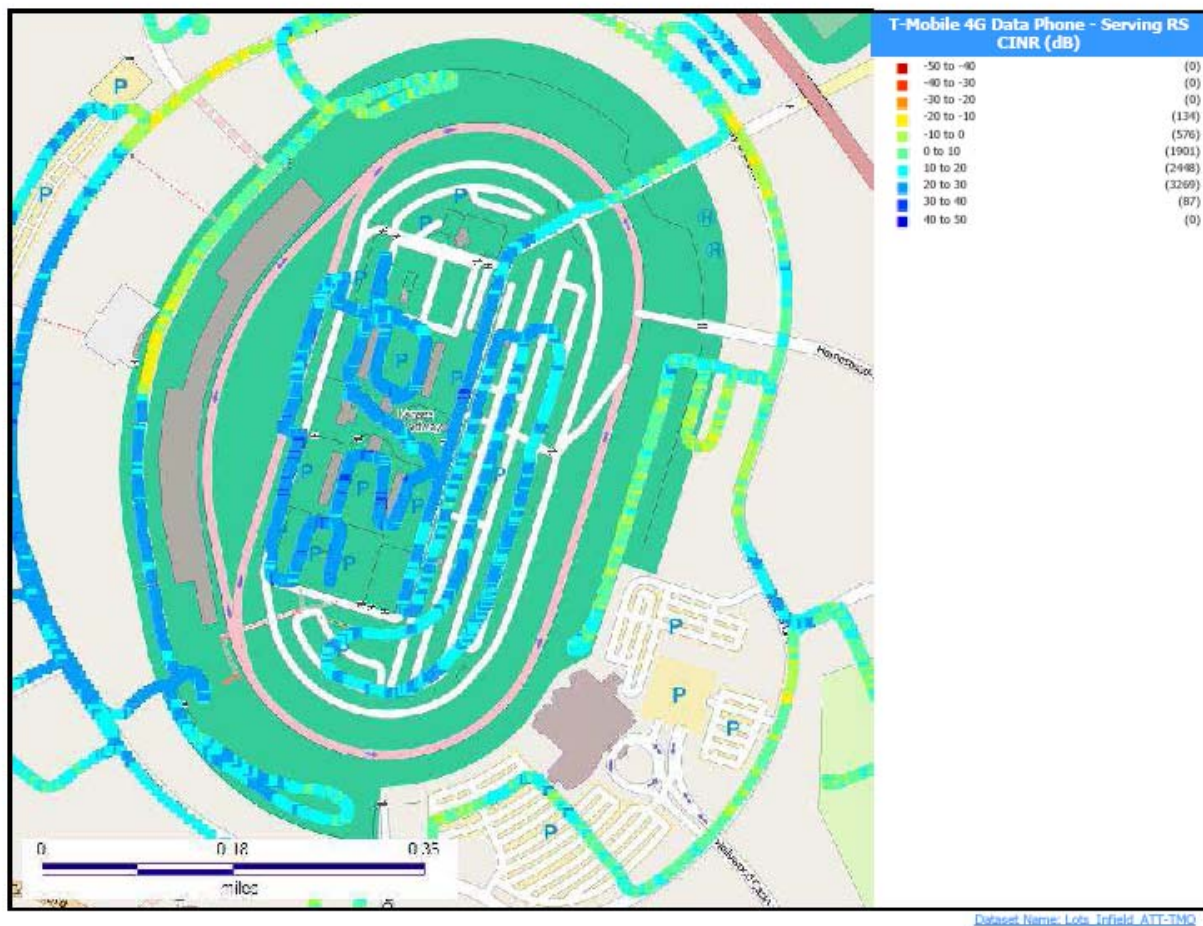 T-Mobile 4G Data Phone - Serving RS
CINR (dB)
-50 to -40 (0)
-40 to -30 (0)
-30 to -20 (0)
-20 to -10 (134)
-10 to 0 (576)
0 to 10 (1901)
10 to 20 (2448)
20 to 30 (3269)
30 to 40 (87)
40 to 50 (0)
P
P
P
P
H
H
P
P
P
P
P
P
P
P
P
P
P
P
P
P
0 0.18 0.35
miles
Dataset Name: Lots_Infield_ATT-TMO